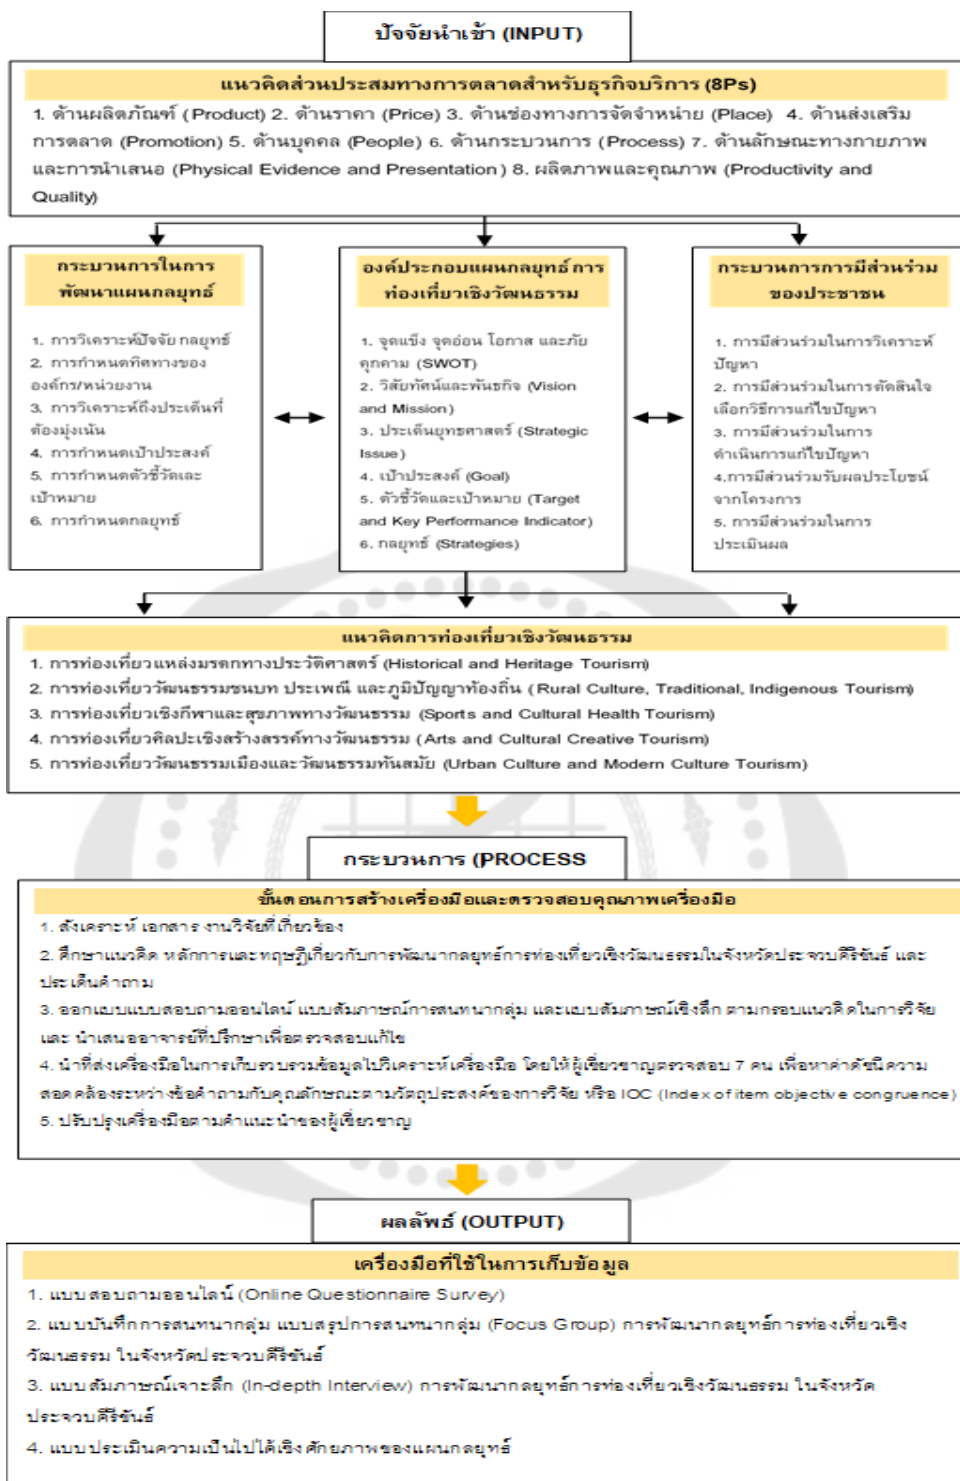 ปัจจัยนำเข้า (INPUT)
แนวคิดส่วนประสมทางการตลาดสำหรับธุรกิจบริการ (8Ps)
1. ด้านผลิตภัณฑ์ (Product) 2. ด้านราคา (Price) 3. ด้านช่องทางการจัดจำหน่าย (Place) 4. ด้านส่งเสริม
การตลาด (Promotion) 5. ด้านบุคคล (People) 6. ด้านกระบวนการ (Process) 7. ด้านลักษณะทางกายภาพ
และการนำเสนอ (Physical Evidence and Presentation) 8. ผลิตภาพและคุณภาพ (Productivity and
Quality)
กระบวนการในการ
พัฒนาแผนกลยุทธ์
1. การวิเคราะห์ปัจจัย กลยุทธ์
2. การกำหนดทิศทางของ
องค์กร/หน่วยงาน
3. การวิเคราะห์ถึงประเด็นที่
ต้องมุ่งเน้น
4. การกำหนดเป้าประสงค์
5. การกำหนดตัวชี้วัดและ
เป้าหมาย
6. การกำหนดกลยุทธ์
องค์ประกอบแผนกลยุทธ์ การ
ท่องเที่ยวเชิงวัฒนธรรม
1. จุดแข็ง จุดอ่อน โอกาส และภัย
คุกคาม (SWOT)
2. วิสัยทัศน์และพันธกิจ (Vision
and Mission)
3. ประเด็นยุทธศาสตร์ (Strategic
Issue)
4. เป้าประสงค์ (Goal)
5. ตัวชี้วัดและเป้าหมาย (Target
and Key Performance Indicator)
6. กลยุทธ์ (Strategies)
กระบวนการการมีส่วนร่วม
ของประชาชน
1. การมีส่วนร่วมในการวิเคราะห์
ปัญหา
2. การมีส่วนร่วมในการตัดสินใจ
เลือกวิธีการแก้ไขปัญหา
3. การมีส่วนร่วมในการ
ดำเนินการแก้ไขปัญหา
4.การมีส่วนร่วมรับผลประโยชน์
จากโครงการ
5. การมีส่วนร่วมในการ
ประเมินผล
แนวคิดการท่องเที่ยวเชิงวัฒนธรรม
1. การท่องเที่ยวแหล่งมรดกทางประวัติศาสตร์ (Historical and Heritage Tourism)
2. การท่องเที่ยววัฒนธรรมชนบท ประเพณี และภูมิปัญญาท้องถิ่น (Rural Culture, Traditional, Indigenous Tourism)
3. การท่องเที่ยวเชิงกีฬาและสุขภาพทางวัฒนธรรม (Sports and Cultural Health Tourism)
4. การท่องเที่ยวศิลปะเชิงสร้างสรรค์ทางวัฒนธรรม (Arts and Cultural Creative Tourism)
5. การท่องเที่ยววัฒนธรรมเมืองและวัฒนธรรมทันสมัย (Urban Culture and Modern Culture Tourism)
กระบวนการ (PROCESS
ขั้นตอนการสร้างเครื่องมือและตรวจสอบคุณภาพเครื่องมือ
1. สังเคราะห์ เอกสาร งานวิจัยที่เกี่ยวข้อง
2. ศึกษาแนวคิด หลักการและทฤษฎีเกี่ยวกับการพัฒนากลยุทธ์การท่องเที่ยวเชิงวัฒนธรรมในจังหวัดประจวบคีรีขันธ์ และ
ประเด็นคำถาม
3. ออกแบบแบบสอบถามออนไลน์ แบบสัมภาษณ์การสนทนากลุ่ม และแบบสัมภาษณ์เชิงลึก ตามกรอบแนวคิดในการวิจัย
และ นำเสนออาจารย์ที่ปรึกษาเพื่อตรวจสอบแก้ไข
4. นำที่ส่งเครื่องมือในการเก็บรวบรวมข้อมูลไปวิเคราะห์เครื่องมือ โดยให้ผู้เชี่ยวชาญตรวจสอบ 7 คน เพื่อหาค่าดัชนีความ
สอดคล้องระหว่างข้อคำถามกับคุณลักษณะตามวัตถุประสงค์ของการวิจัย หรือ IOC (Index of item objective congruence)
5. ปรับปรุงเครื่องมือตามคำแนะนำของผู้เชี่ยวชาญ
ผลลัพธ์ (OUTPUT)
เครื่องมือที่ใช้ในการเก็บข้อมูล
1. แบบสอบถามออนไลน์ (Online Questionnaire Survey)
2. แบบบันทึกการสนทนากลุ่ม แบบสรุปการสนทนากลุ่ม (Focus Group) การพัฒนากลยุทธ์การท่องเที่ยวเชิง
วัฒนธรรม ในจังหวัดประจวบคีรีขันธ์
3. แบบสัมภาษณ์เจาะลึก (In-depth Interview) การพัฒนากลยุทธ์การท่องเที่ยวเชิงวัฒนธรรม ในจังหวัด
ประจวบคีรีขันธ์
4. แบบประเมินความเป็นไปได้เชิงศักยภาพของแผนกลยุทธ์